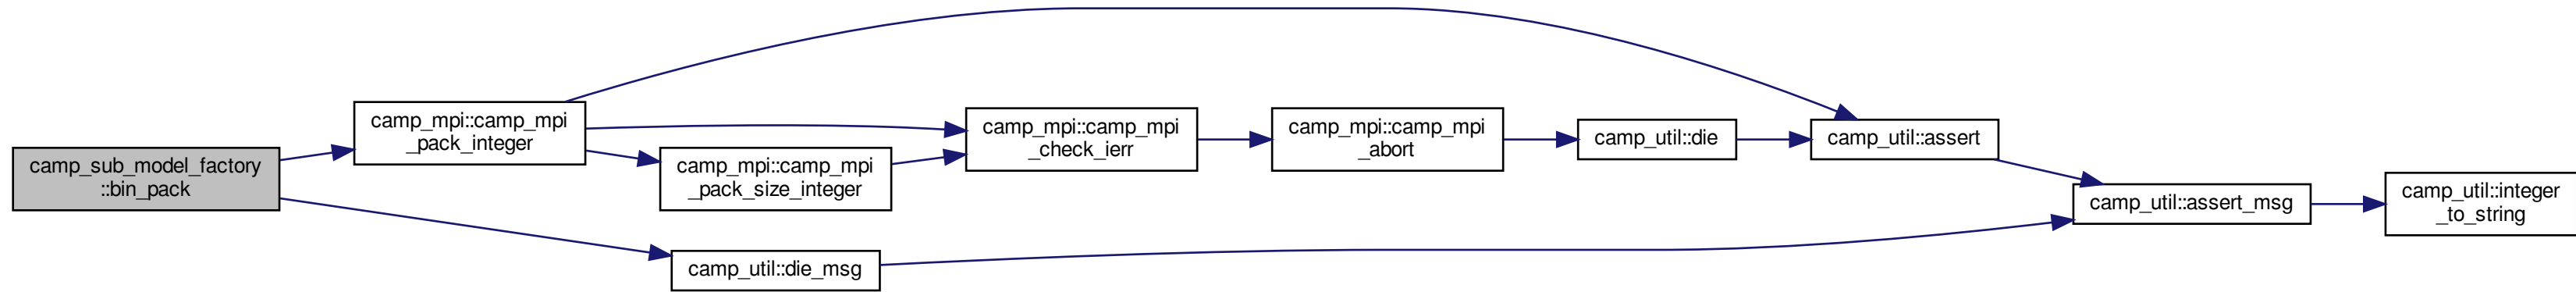 camp_sub_model_factory
::bin_pack
camp_mpi::camp_mpi
_pack_integer
camp_mpi::camp_mpi
_pack_size_integer
camp_util::die_msg
camp_mpi::camp_mpi
_check_ierr
camp_mpi::camp_mpi
_abort
camp_util::die
camp_util::assert
camp_util::assert_msg
camp_util::integer
_to_string